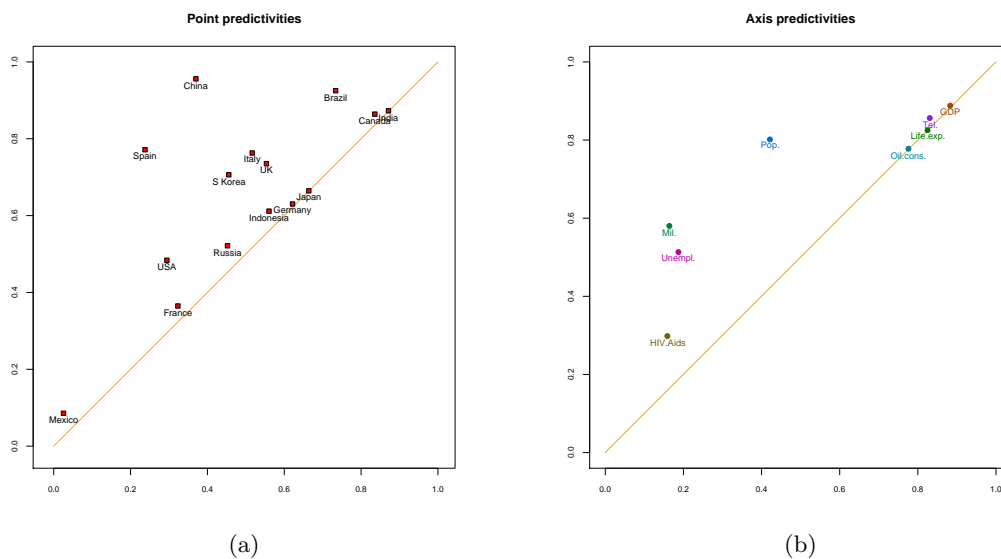 Point predictivities
1.0
0.8
0.6
0.4
0.2
0.0
China
Brazil
Canada
India
Spain
Italy
UK
S Korea
Japan
Germany
Indonesia
Russia
USA
France
Mexico
0.0 0.2 0.4 0.6 0.8 1.0
(a)
Axis predictivities
1.0
0.8
0.6
0.4
0.2
0.0
GDP
Tel.
Life.exp.
Pop.
Oil.cons.
Mil.
Unempl.
HIV.Aids
0.0 0.2 0.4 0.6 0.8 1.0
(b)